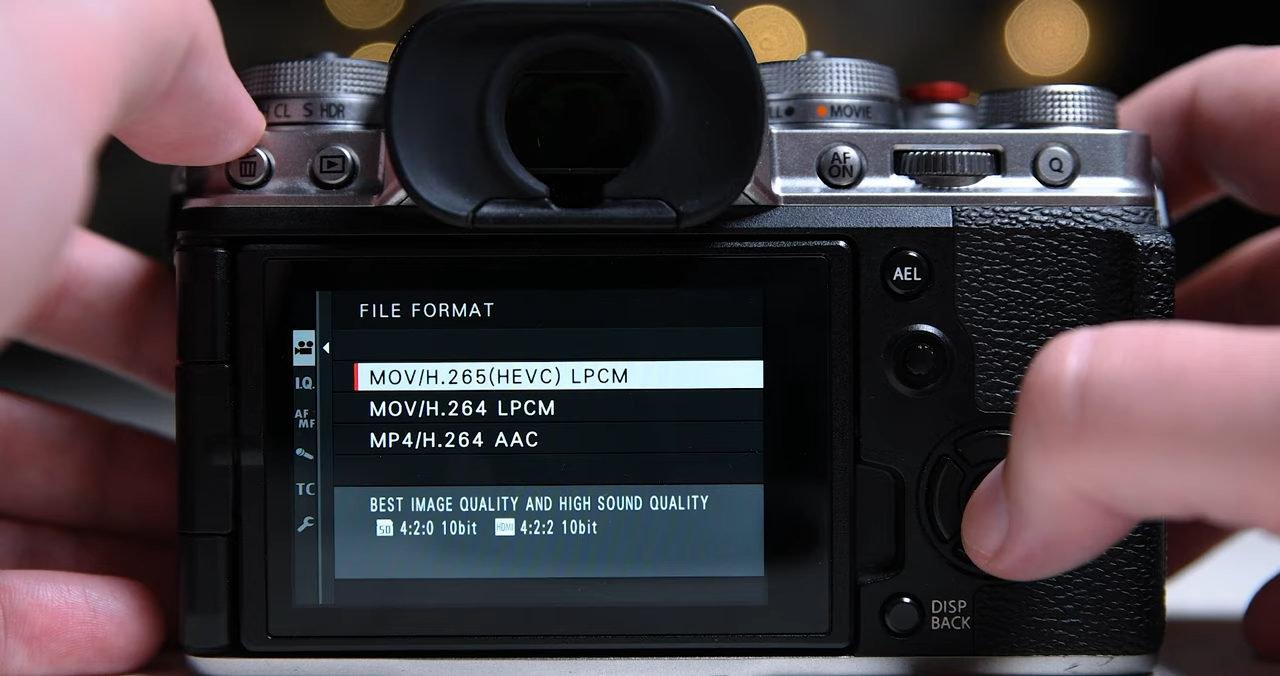 CL S HDR
LL MOVIE
AF
ON
Q
AEL
FILE FORMAT
MOV/H.265(HEVC) LPCM
MOV/H.264 LPCM
MP4/H.264 AAC
I.Q.
AF
MF
TC
BEST IMAGE QUALITY AND HIGH SOUND QUALITY
SD 4:2:0 10bit HDMI 4:2:2 10bit
DISP
BACK